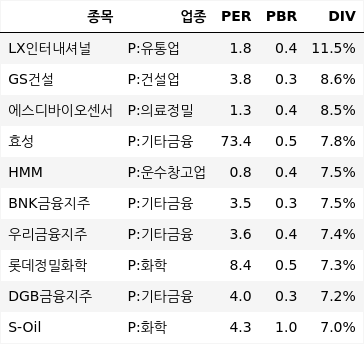 종목 업종 PER PBR DIV
LX인터내셔널 P:유통업 1.8 0.4 11.5%
GS건설 P:건설업 3.8 0.3 8.6%
에스디바이오센서 P:의료정밀 1.3 0.4 8.5%
효성 P:기타금융 73.4 0.5 7.8%
HMM P:운수창고업 0.8 0.4 7.5%
BNK금융지주 P:기타금융 3.5 0.3 7.5%
우리금융지주 P:기타금융 3.6 0.4 7.4%
롯데정밀화학 P:화학 8.4 0.5 7.3%
DGB금융지주 P:기타금융 4.0 0.3 7.2%
S-Oil P:화학 4.3 1.0 7.0%